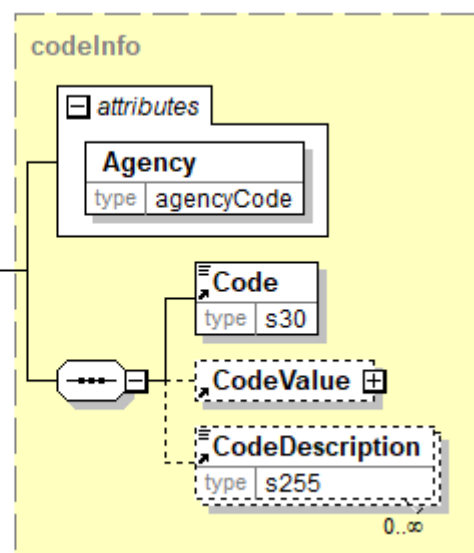 codeInfo
attributes
Agency
type agencyCode
Code
type s30
CodeValue
CodeDescription
type s255
0..∞